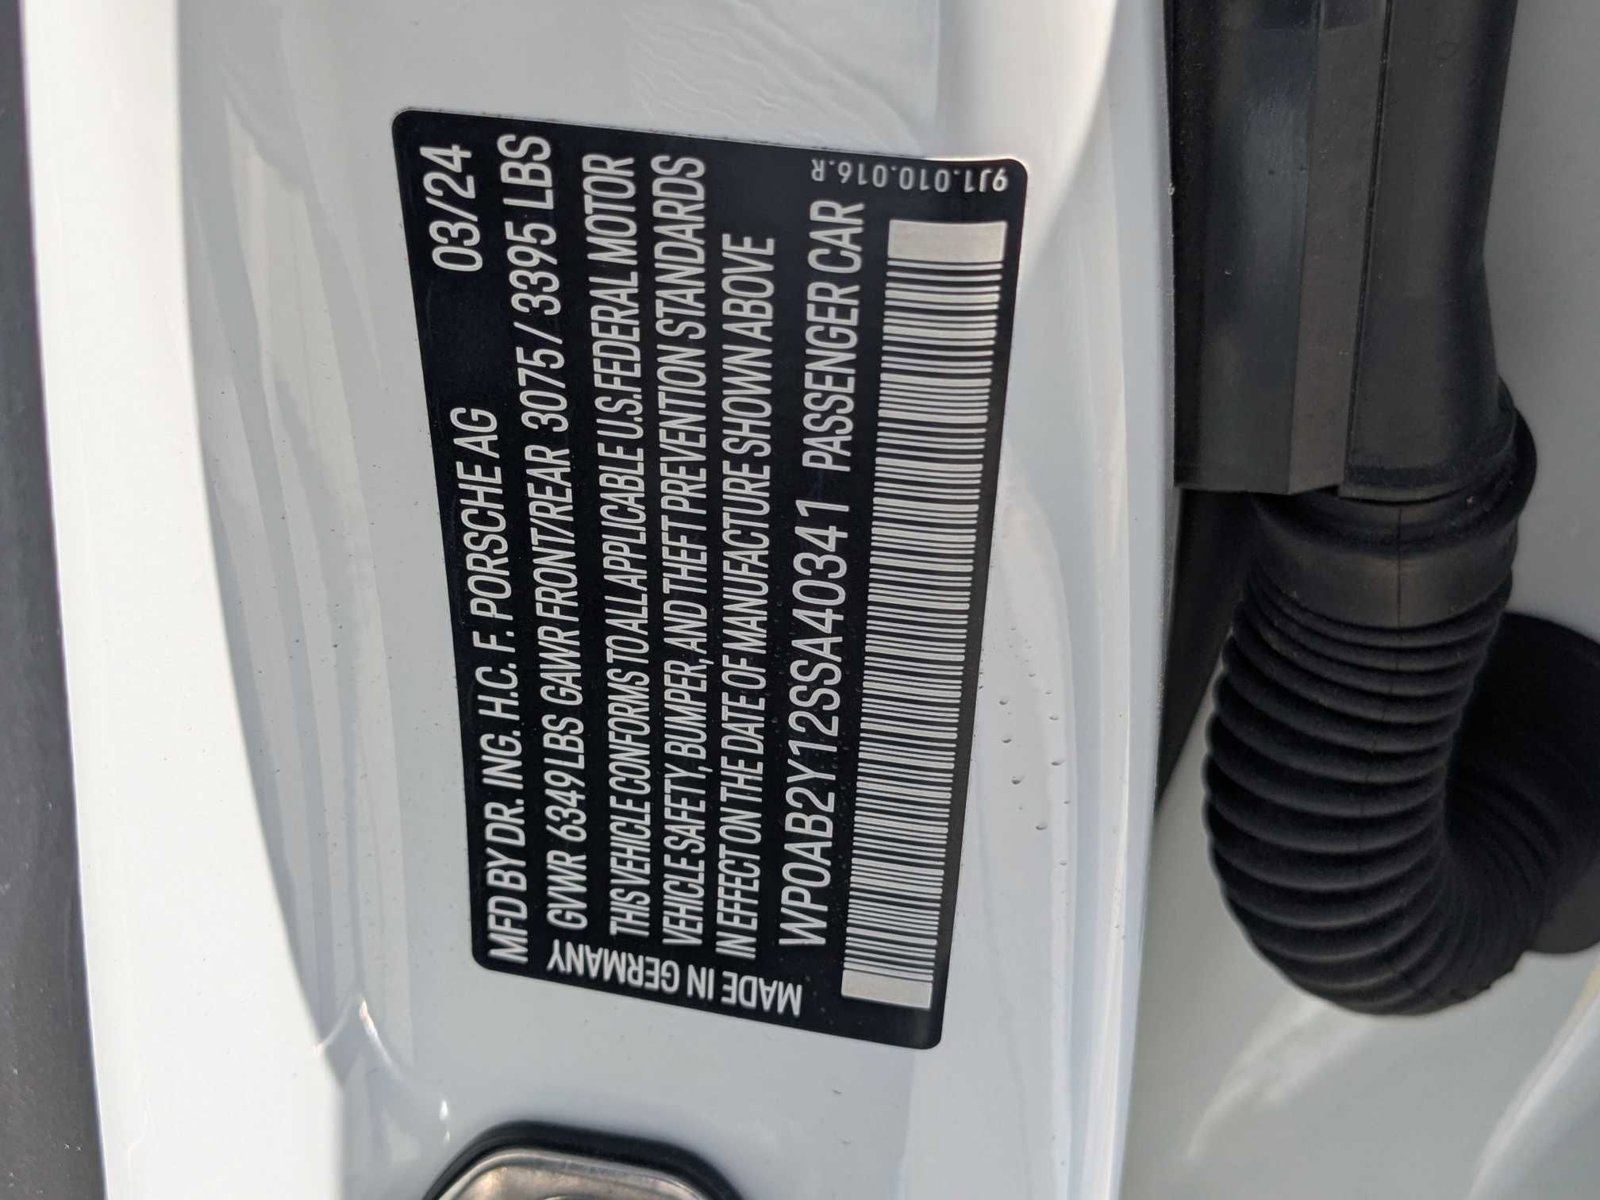 MFD BY DR. ING. H.C. F. PORSCHE AG 03/24
GVWR 6349LBS GAWR FRONT/REAR 3075 / 3395 LBS
THIS VEHICLE CONFORMS TO ALL APPLICABLE U.S.FEDERAL MOTOR
VEHICLE SAFETY, BUMPER, AND THEFT PREVENTION STANDARDS
IN EFFECT ON THE DATE OF MANUFACTURE SHOWN ABOVE
WP0AB2Y12SSA40341 PASSENGER CAR
MADE IN GERMANY
9J1.010.016.R